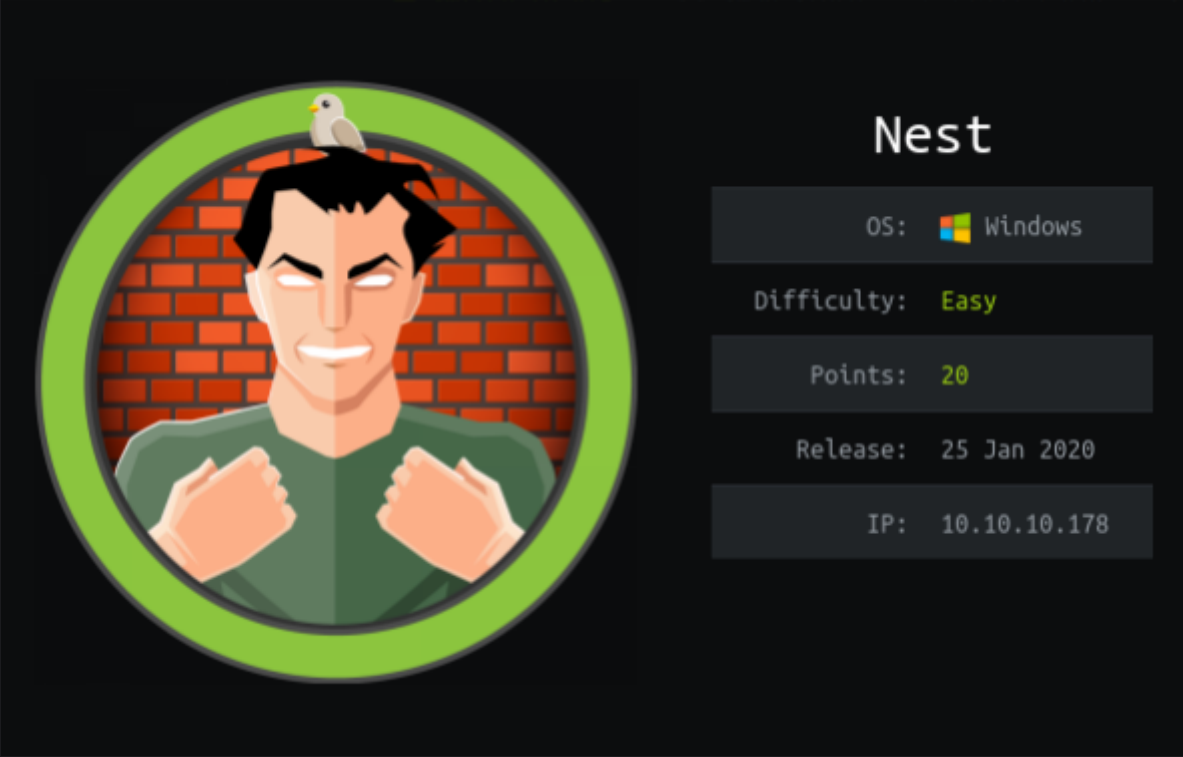 Nest
OS: Windows
Difficulty: Easy
Points: 20
Release: 25 Jan 2020
IP: 10.10.10.178